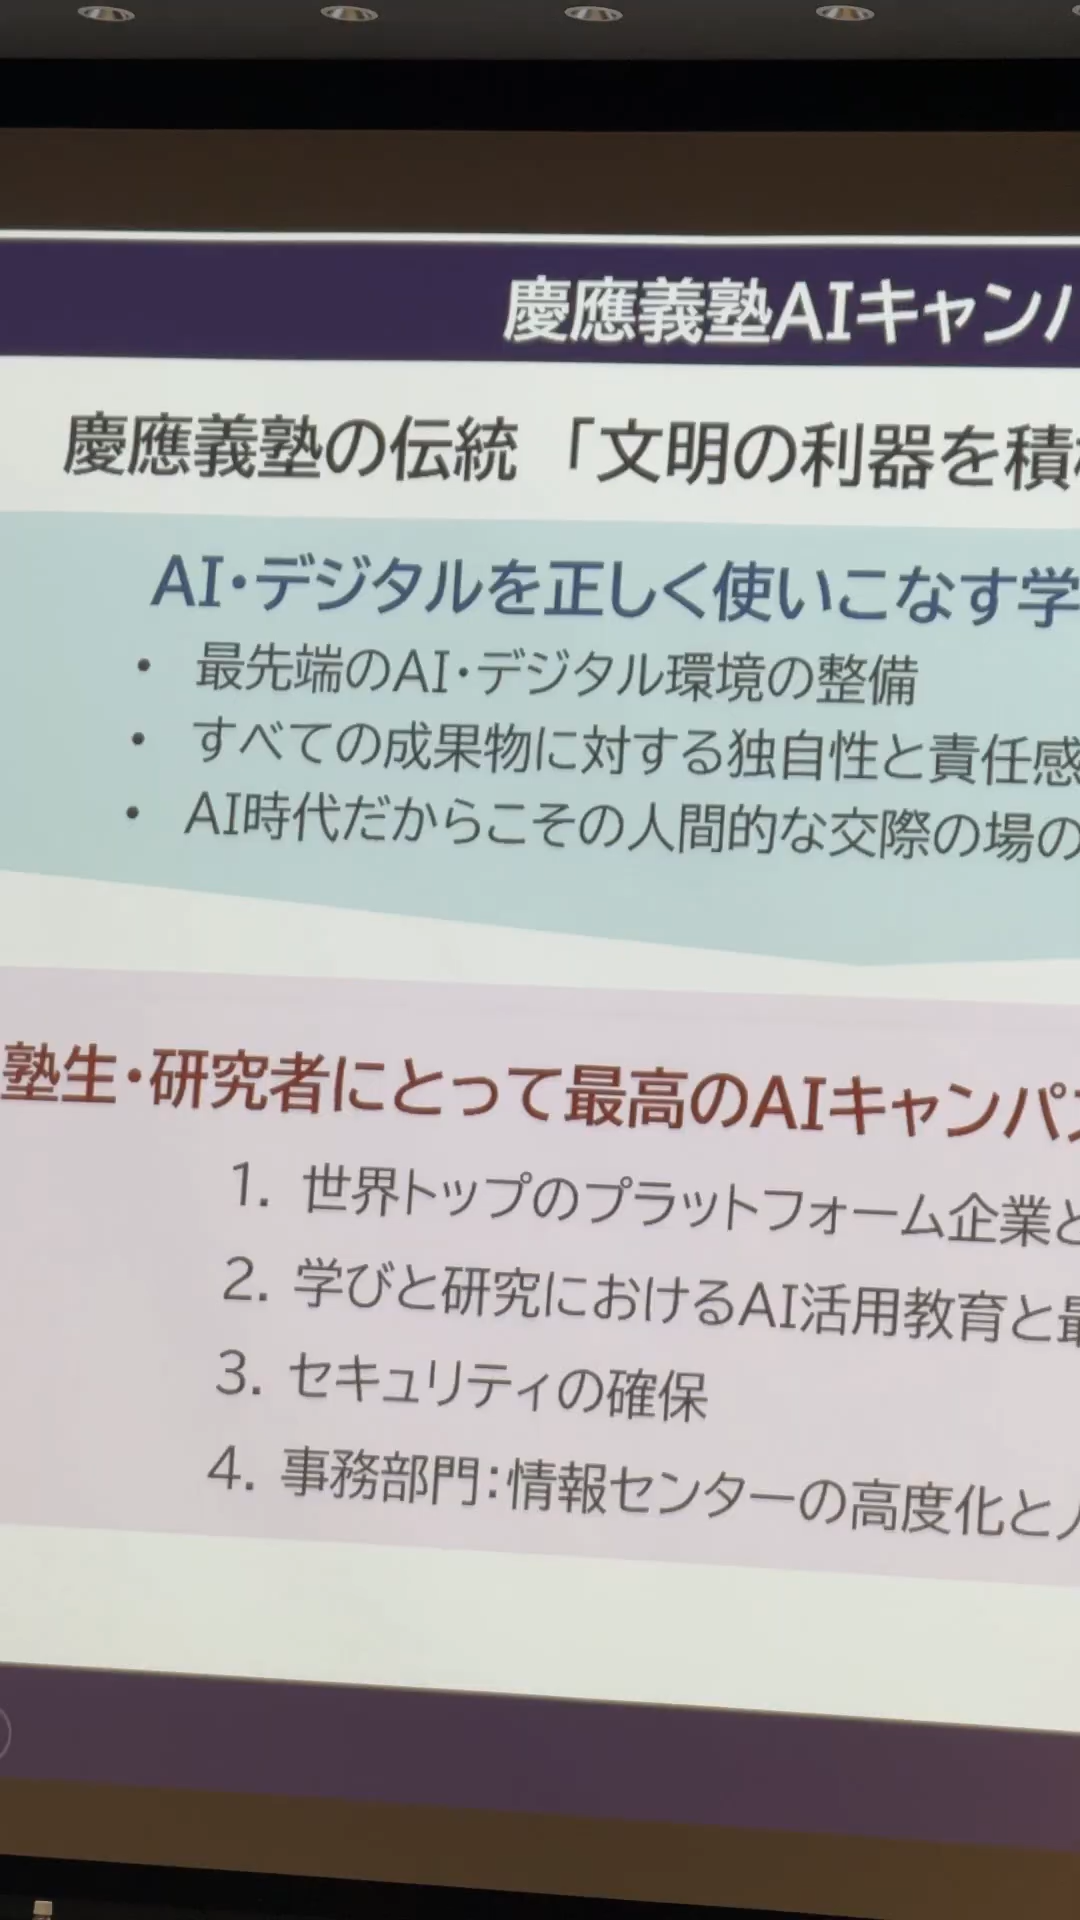 慶應義塾AIキャン
慶應義塾の伝統 「文明の利器を積
AI・デジタルを正しく使いこなす学
• 最先端のAI・デジタル環境の整備
• すべての成果物に対する独自性と責任感
• AI時代だからこその人間的な交際の場の
塾生・研究者にとって最高のAIキャンパス
1. 世界トップのプラットフォーム企業と
2. 学びと研究におけるAI活用教育と最
3. セキュリティの確保
4. 事務部門：情報センターの高度化と